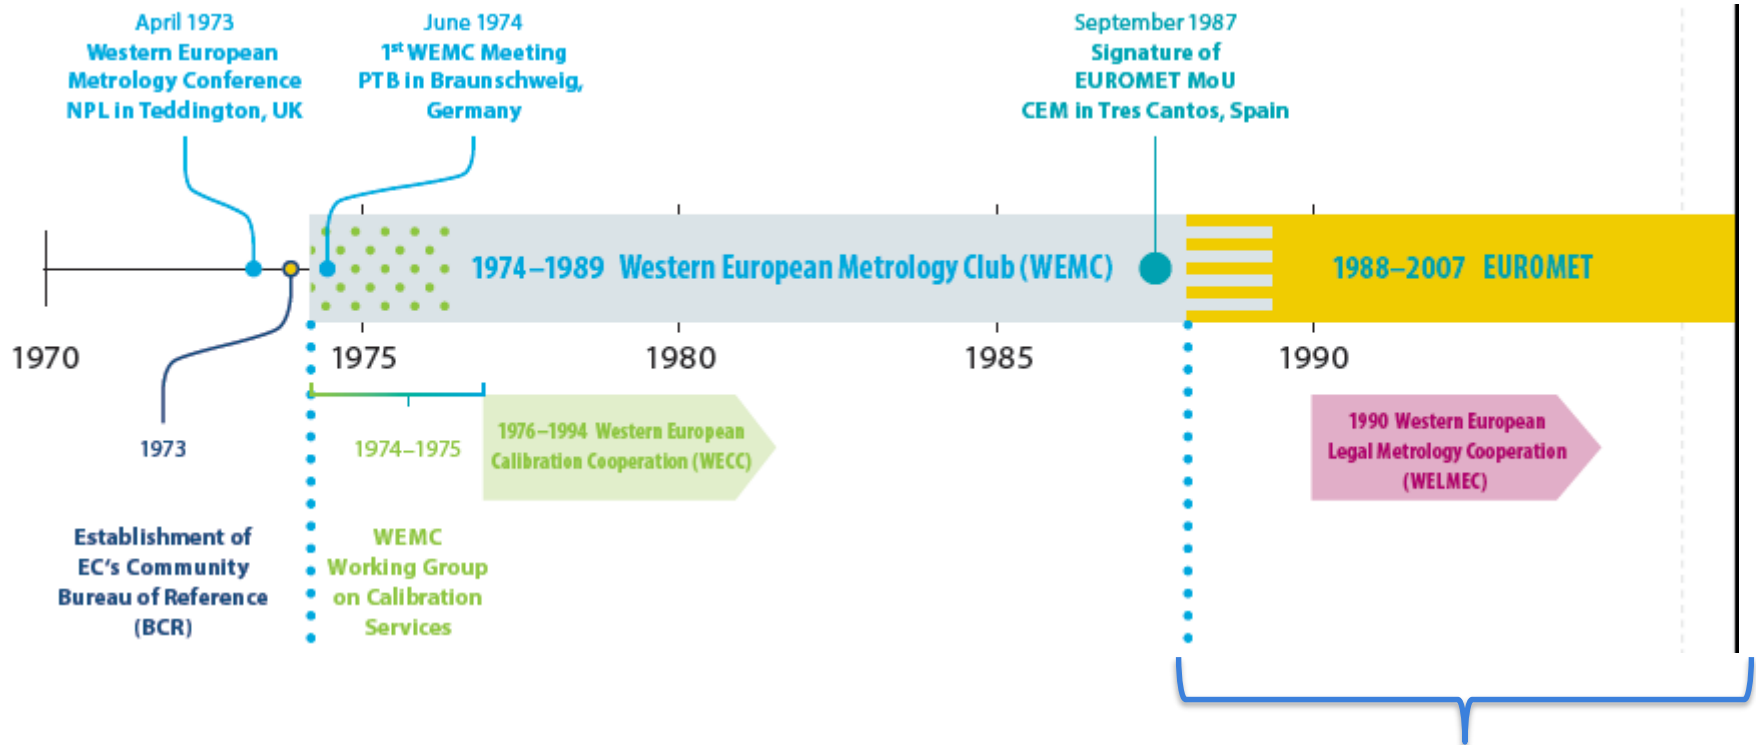 April 1973
Western European
Metrology Conference
NPL in Teddington, UK
June 1974
1st WEMC Meeting
PTB in Braunschweig,
Germany
September 1987
Signature of
EUROMET MoU
CEM in Tres Cantos, Spain
1974–1989 Western European Metrology Club (WEMC)
1988–2007 EUROMET
1970
1975
1980
1985
1990
1973
Establishment of
EC‘s Community
Bureau of Reference
(BCR)
1974–1975
WEMC
Working Group
on Calibration
Services
1976–1994 Western European
Calibration Cooperation (WECC)
1990 Western European
Legal Metrology Cooperation
(WELMEC)